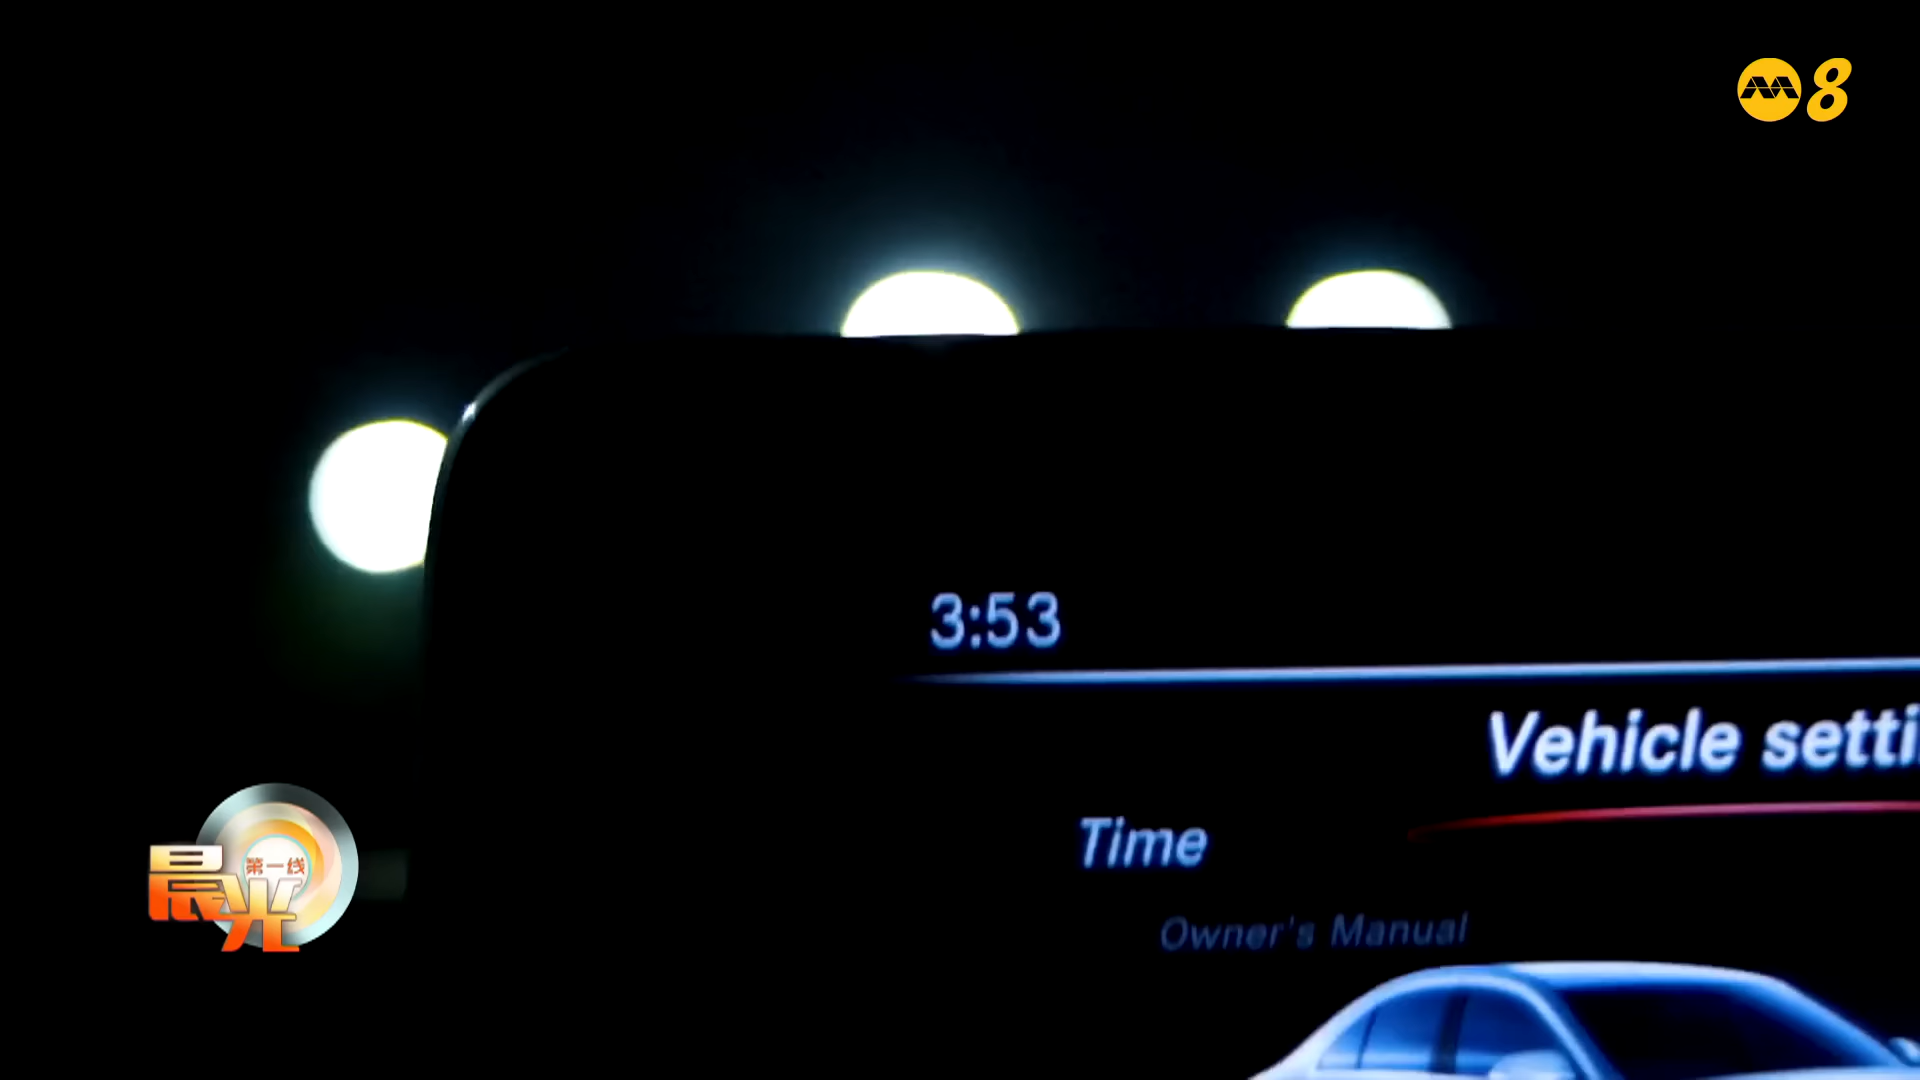 8
3:53
Vehicle setti
Time
Owner's Manual
第一线
晨光